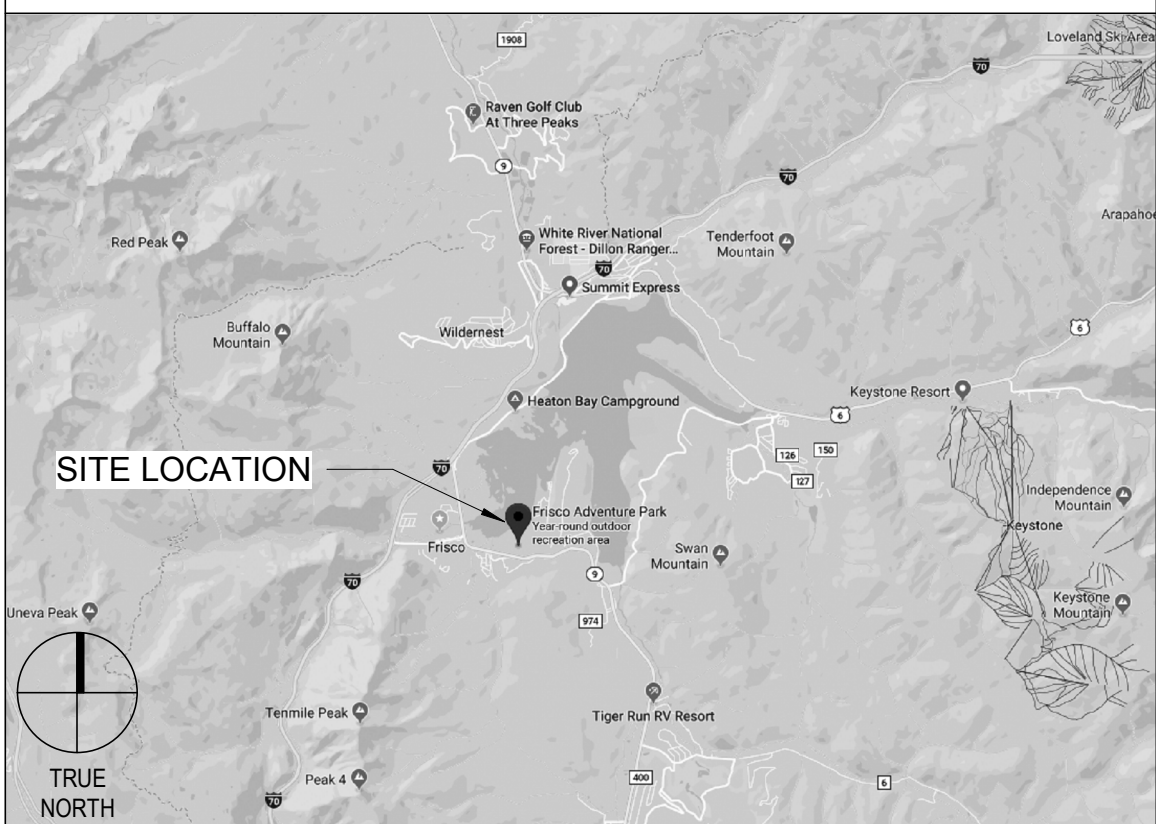 1908
Loveland Ski Area
70
Raven Golf Club
At Three Peaks
9
70
Arapahoe
Red Peak
White River National
Forest - Dillon Ranger...
Tenderfoot
Mountain
70
Summit Express
Buffalo
Mountain
Wildernest
6
Keystone Resort
Heaton Bay Campground
6
126
150
SITE LOCATION
70
127
Independence
Mountain
Frisco Adventure Park
Year-round outdoor
recreation area
Keystone
Frisco
Swan
Mountain
70
9
Keystone
Mountain
Uneva Peak
974
Tenmile Peak
Tiger Run RV Resort
TRUE
NORTH
Peak 4
400
6
70